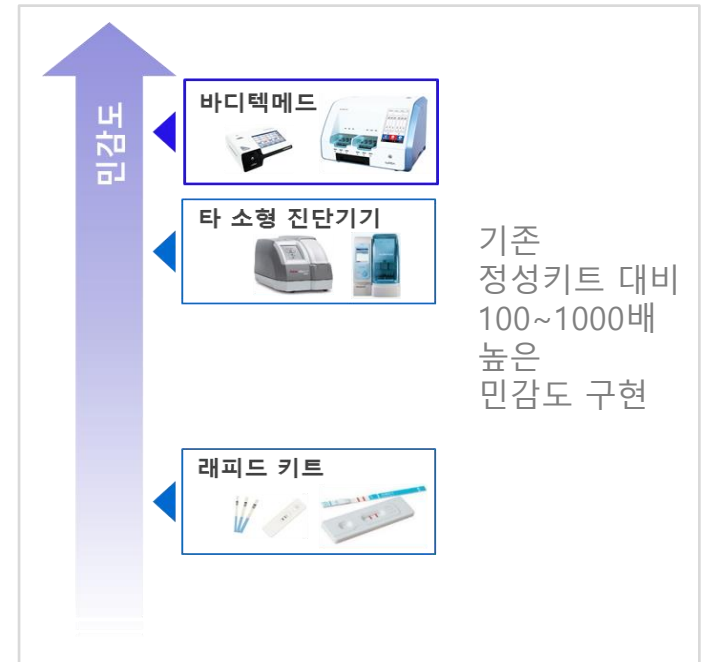 민감도
바디텍메드
타 소형 진단기기
기존
정성키트 대비
100~1000배
높은
민감도 구현
래피드 키트